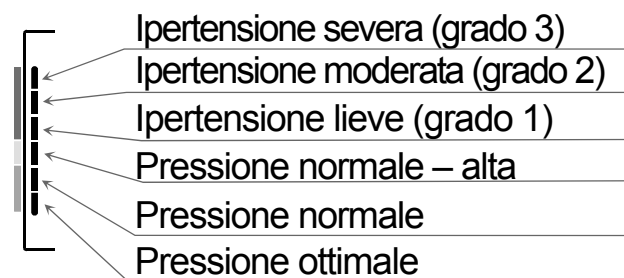 Ipertensione severa (grado 3)
Ipertensione moderata (grado 2)
Ipertensione lieve (grado 1)
Pressione normale – alta
Pressione normale
Pressione ottimale